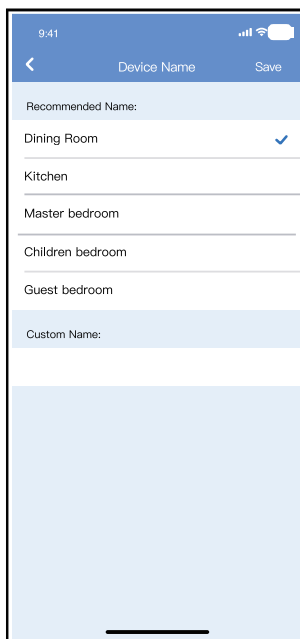 9:41
Device Name
Save
Recommended Name:
Dining Room
Kitchen
Master bedroom
Children bedroom
Guest bedroom
Custom Name: